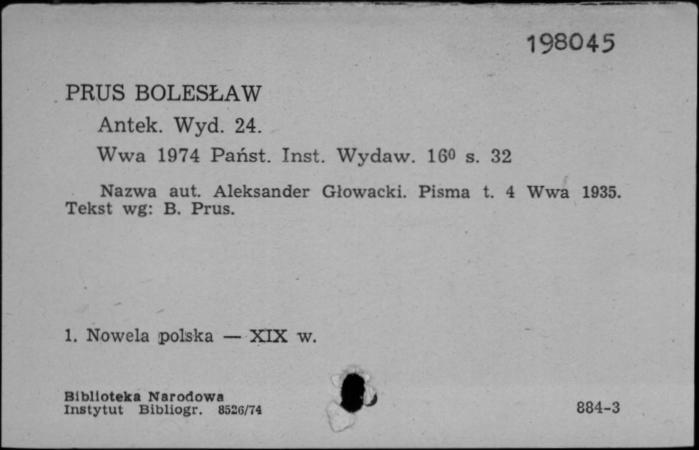 198045
PRUS BOLESŁAW
Antek. Wyd. 24.
Wwa 1974 Państ. Inst. Wydaw. 16⁰ s. 32
Nazwa aut. Aleksander Głowacki. Pisma t. 4 Wwa 1935.
Tekst wg: B. Prus.
1. Nowela polska — XIX w.
Biblioteka Narodowa
Instytut Bibliogr. 8526/74
884-3